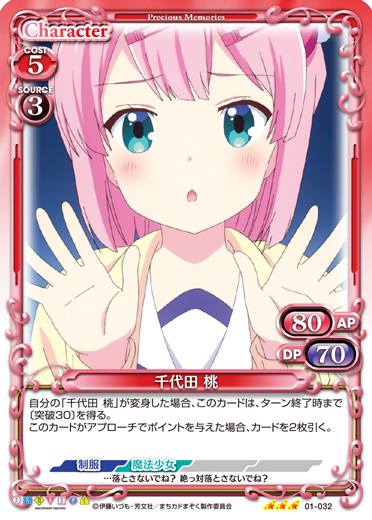 Precious Memories
Character
COST
5
SOURCE
3
80 AP
DP 70
千代田 桃
自分の「千代田 桃」が変身した場合、このカードは、ターン終了時まで
〔突破30〕を得る。
このカードがアプローチでポイントを与えた場合、カードを2枚引く。
制服 魔法少女
…落とさないでね？ 絶っ対落とさないでね？
©伊藤いづも・芳文社／まちカドまぞく製作委員会
01-032